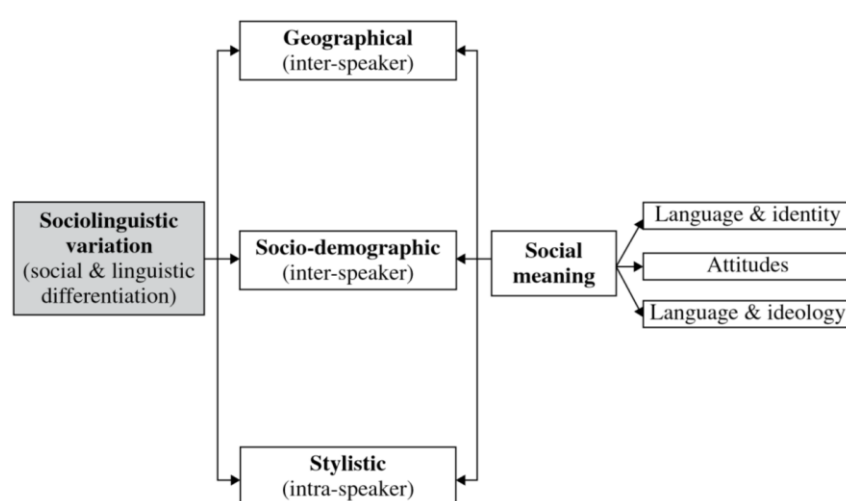 Geographical
(inter-speaker)
Sociolinguistic
variation
(social & linguistic
differentiation)
Socio-demographic
(inter-speaker)
Social
meaning
Language & identity
Attitudes
Language & ideology
Stylistic
(intra-speaker)